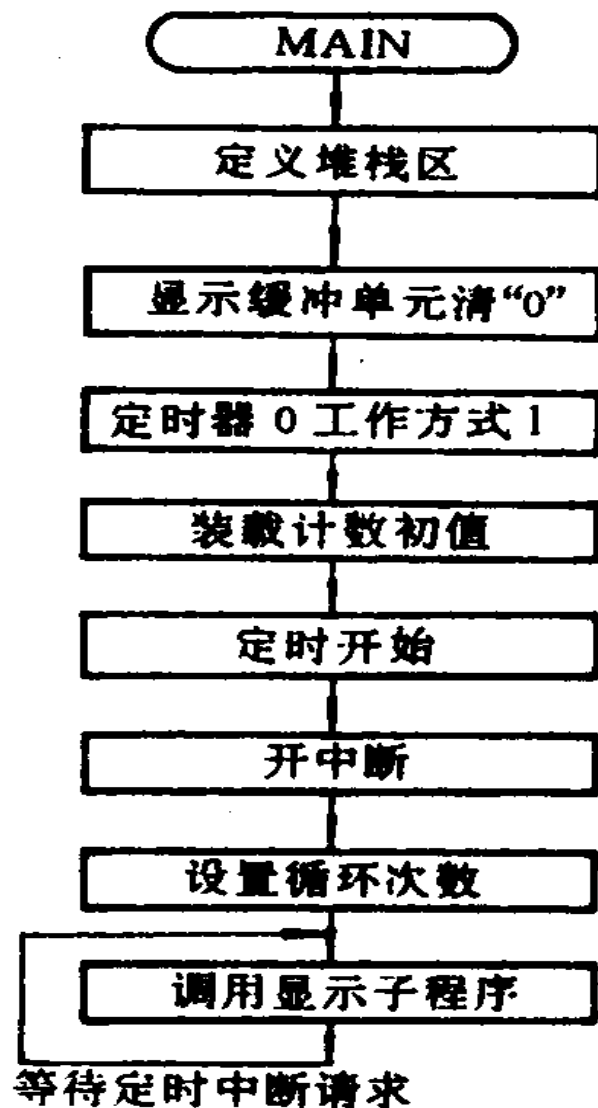 MAIN
定义堆栈区
显示缓冲单元清“0”
定时器 0 工作方式 1
装载计数初值
定时开始
开中断
设置循环次数
调用显示子程序
等待定时中断请求